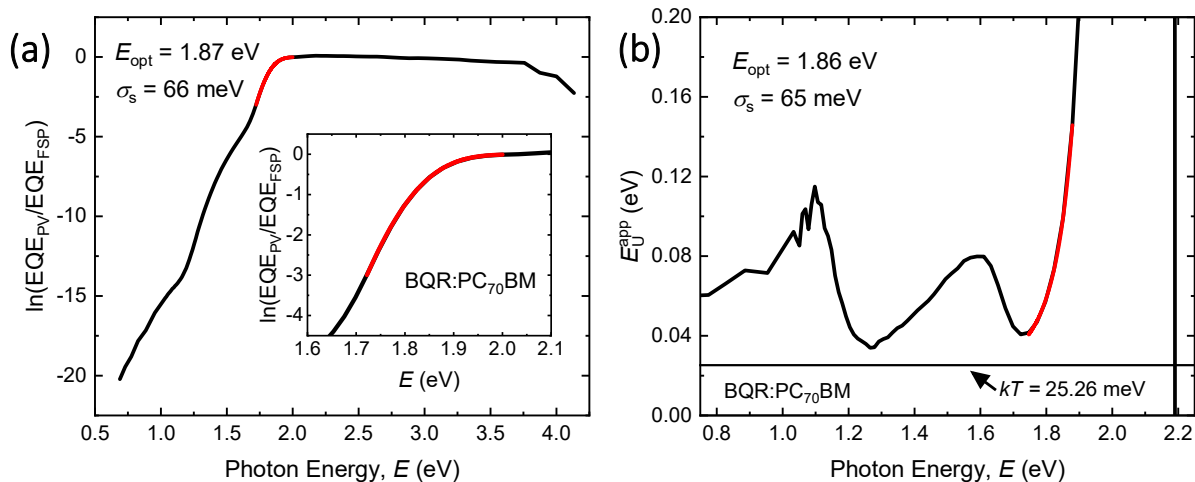 (a)
E_opt = 1.87 eV
σ_s = 66 meV
ln(EQE_PV/EQE_FSP)
0
-5
-10
-15
-20
0.5 1.0 1.5 2.0 2.5 3.0 3.5 4.0
Photon Energy, E (eV)
ln(EQE_PV/EQE_FSP)
0
-1
-2
-3
-4
BQR:PC₇₀BM
1.6 1.7 1.8 1.9 2.0 2.1
E (eV)
(b)
E_opt = 1.86 eV
σ_s = 65 meV
E_U^app (eV)
0.20
0.16
0.12
0.08
0.04
0.00
kT = 25.26 meV
BQR:PC₇₀BM
0.8 1.0 1.2 1.4 1.6 1.8 2.0 2.2
Photon Energy, E (eV)